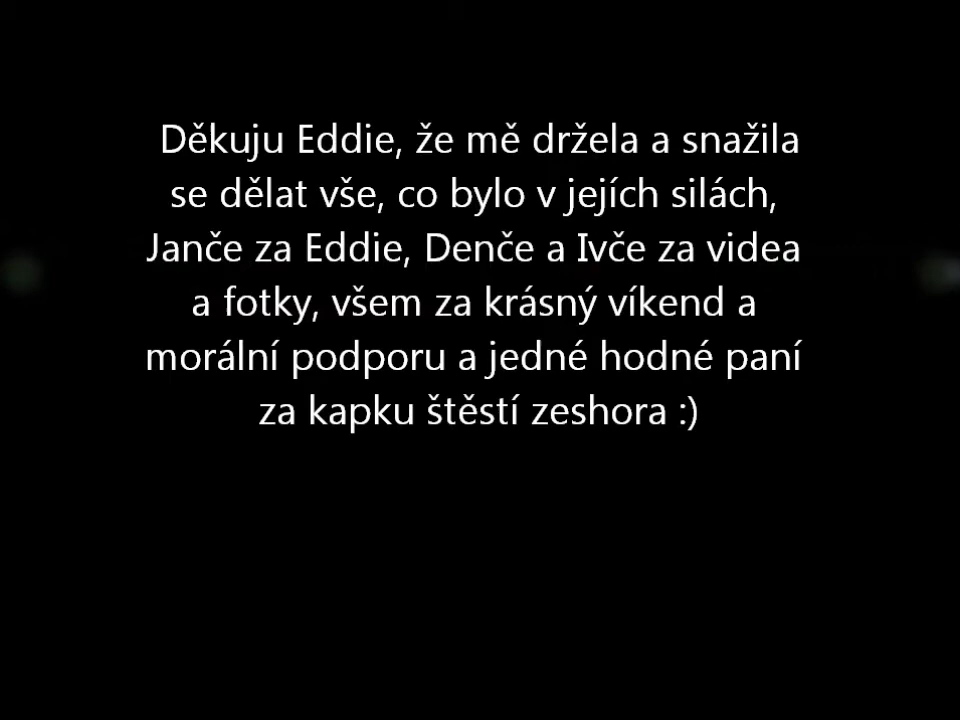 Děkuju Eddie, že mě držela a snažila
se dělat vše, co bylo v jejích silách,
Janče za Eddie, Denče a Ivče za videa
a fotky, všem za krásný víkend a
morální podporu a jedné hodné paní
za kapku štěstí zeshora :)